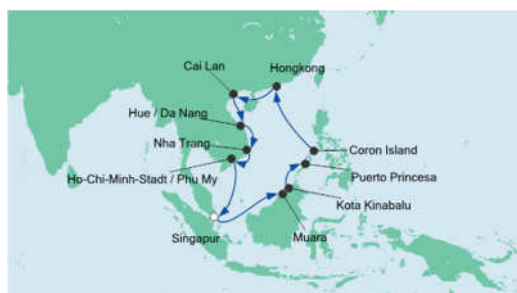 Cai Lan
Hongkong
Hue / Da Nang
Nha Trang
Coron Island
Ho-Chi-Minh-Stadt / Phu My
Puerto Princesa
Kota Kinabalu
Singapur
Muara